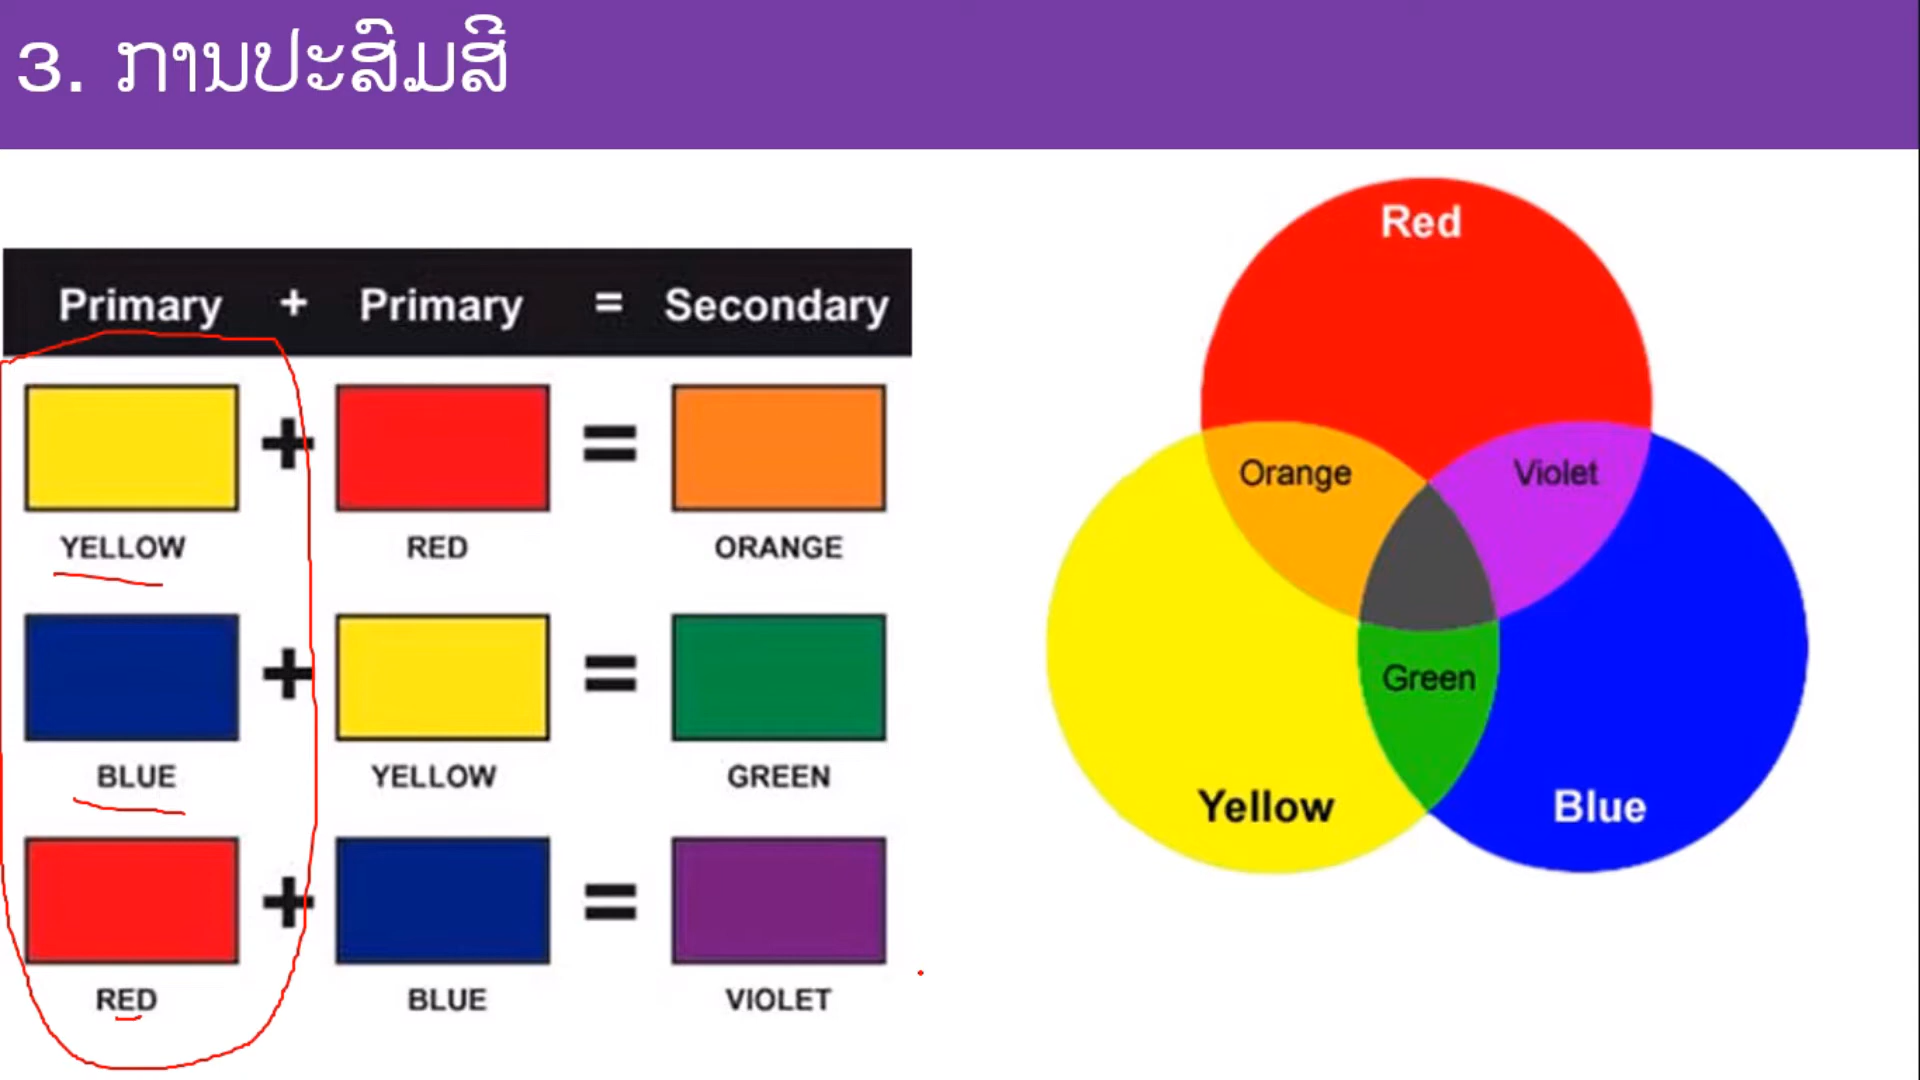 3. ການປະສົມສີ
Primary + Primary = Secondary
+ =
YELLOW RED ORANGE
+ =
BLUE YELLOW GREEN
+ =
RED BLUE VIOLET
Red
Orange Violet
Green
Yellow Blue